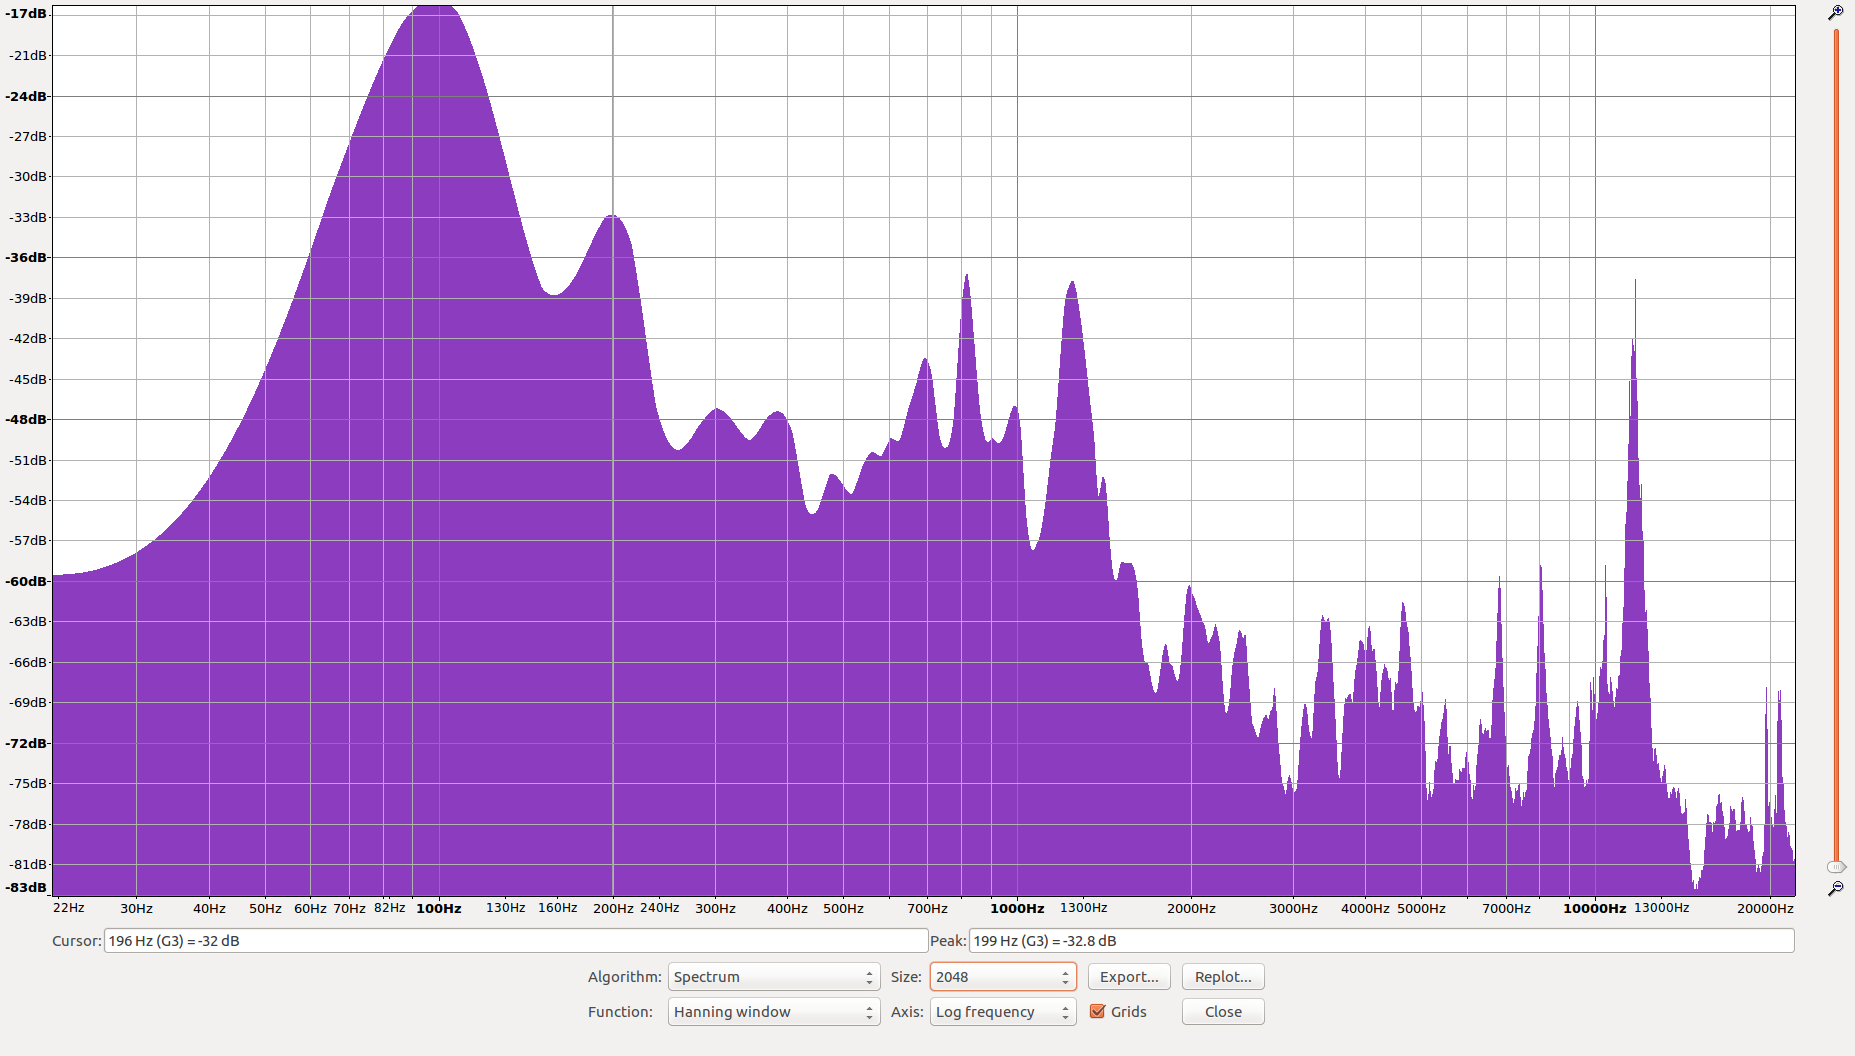 -17dB
-21dB
-24dB
-27dB
-30dB
-33dB
-36dB
-39dB
-42dB
-45dB
-48dB
-51dB
-54dB
-57dB
-60dB
-63dB
-66dB
-69dB
-72dB
-75dB
-78dB
-81dB
-83dB
22Hz 30Hz 40Hz 50Hz 60Hz 70Hz 82Hz 100Hz 130Hz 160Hz 200Hz 240Hz 300Hz 400Hz 500Hz 700Hz 1000Hz 1300Hz 2000Hz 3000Hz 4000Hz 5000Hz 7000Hz 10000Hz 13000Hz 20000Hz
Cursor: 196 Hz (G3) = -32 dB Peak: 199 Hz (G3) = -32.8 dB
Algorithm: Spectrum Size: 2048 Export... Replot...
Function: Hanning window Axis: Log frequency Grids Close